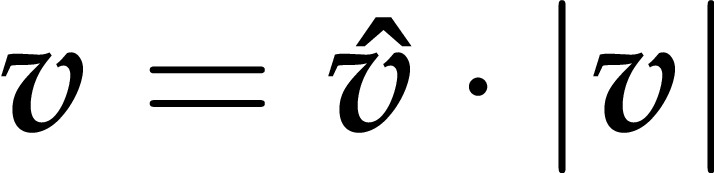 𝒗 = 𝒗̂ · |𝒗|